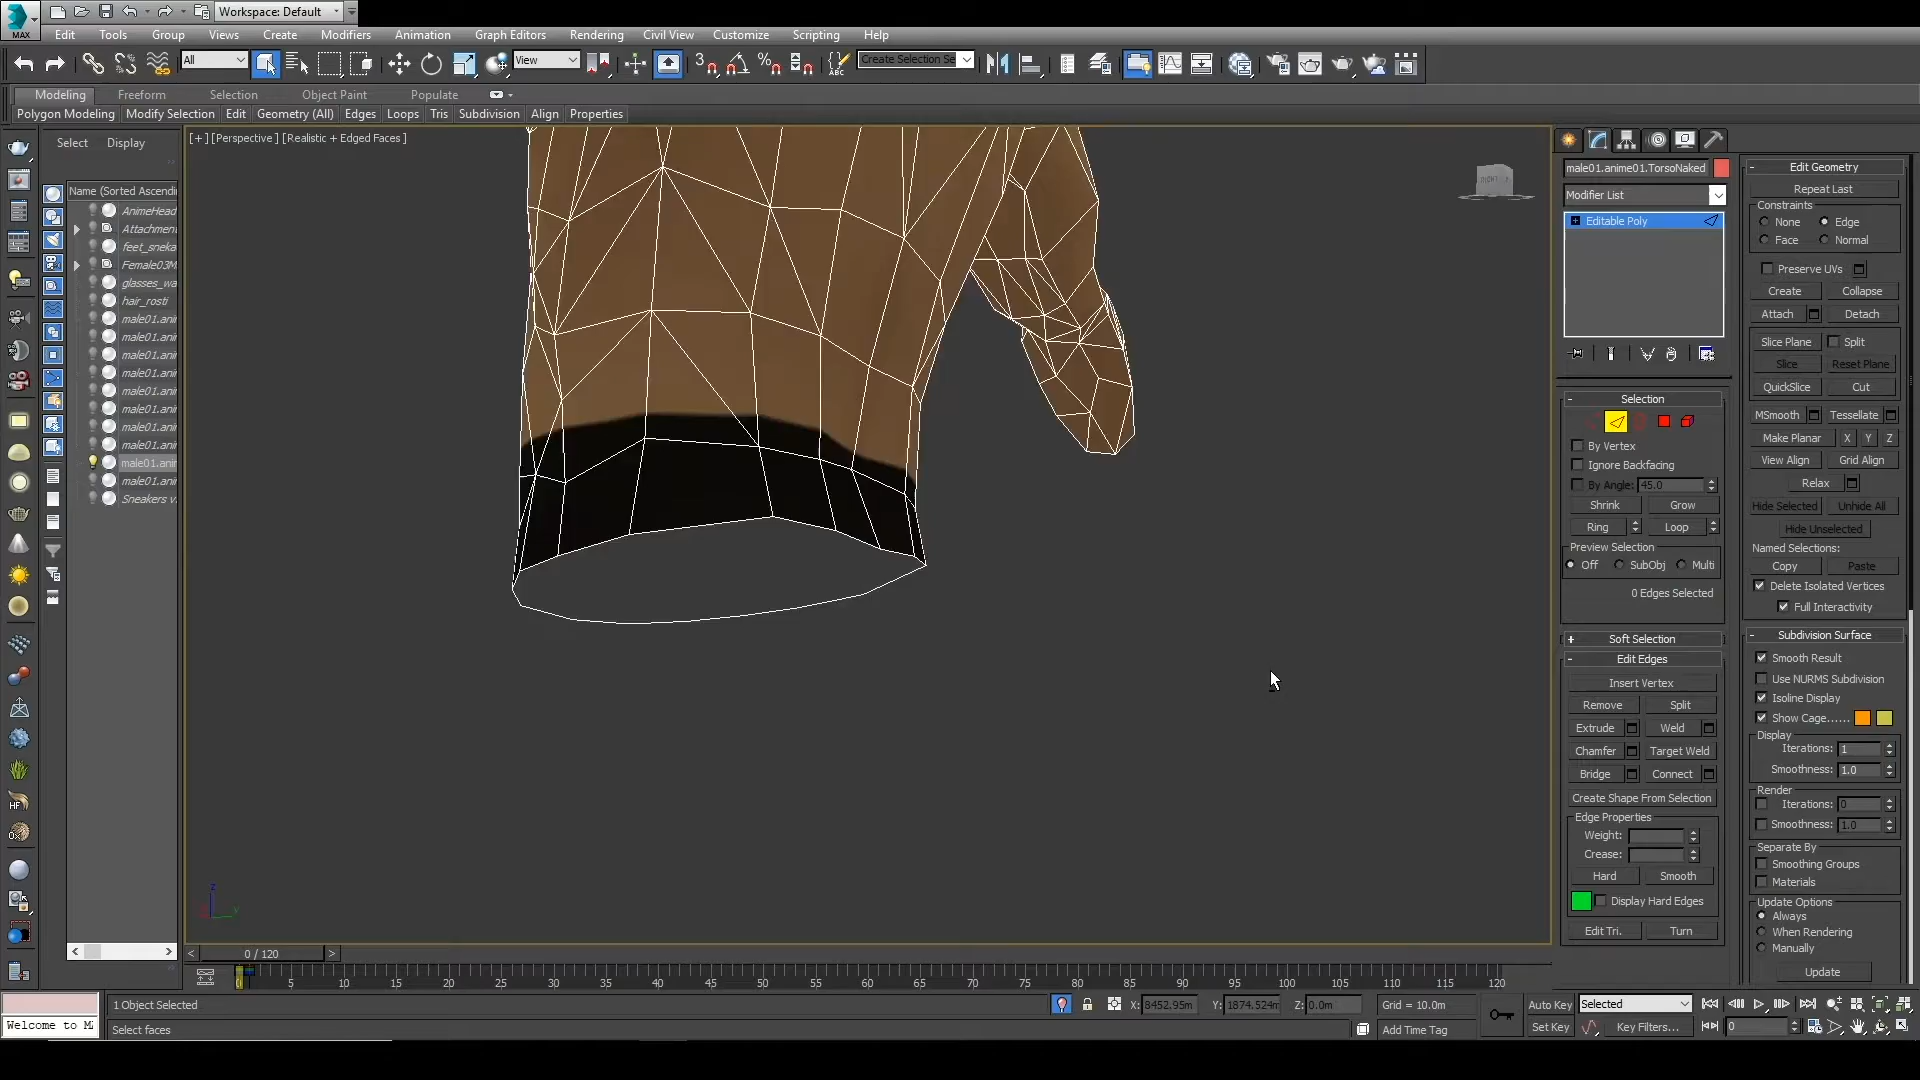 Workspace: Default
MAX
Edit Tools Group Views Create Modifiers Animation Graph Editors Rendering Civil View Customize Scripting Help
All View Create Selection Se
Modeling Freeform Selection Object Paint Populate
Polygon Modeling Modify Selection Edit Geometry (All) Edges Loops Tris Subdivision Align Properties
Select Display
[+] [Perspective] [Realistic + Edged Faces]
Name (Sorted Ascendi
AnimeHead
Attachmen
feet_sneka
Female03M
glasses_wa
hair_rosti
male01.ani
male01.ani
male01.ani
male01.ani
male01.ani
male01.ani
male01.ani
male01.ani
male01.ani
male01.ani
Sneakers v
male01.anime01.TorsoNaked
Modifier List
Editable Poly
Selection
By Vertex
Ignore Backfacing
By Angle: 45.0
Shrink Grow
Ring Loop
Preview Selection
Off SubObj Multi
0 Edges Selected
Soft Selection
Edit Edges
Insert Vertex
Remove Split
Extrude Weld
Chamfer Target Weld
Bridge Connect
Create Shape From Selection
Edge Properties
Weight:
Crease:
Hard Smooth
Display Hard Edges
Edit Tri. Turn
Edit Geometry
Repeat Last
Constraints
None Edge
Face Normal
Preserve UVs
Create Collapse
Attach Detach
Slice Plane Split
Slice Reset Plane
QuickSlice Cut
MSmooth Tessellate
Make Planar X Y Z
View Align Grid Align
Relax
Hide Selected Unhide All
Hide Unselected
Named Selections:
Copy Paste
Delete Isolated Vertices
Full Interactivity
Subdivision Surface
Smooth Result
Use NURMS Subdivision
Isoline Display
Show Cage......
Display
Iterations: 1
Smoothness: 1.0
Render
Iterations: 0
Smoothness: 1.0
Separate By
Smoothing Groups
Materials
Update Options
Always
When Rendering
Manually
Update
0 / 120
5 10 15 20 25 30 35 40 45 50 55 60 65 70 75 80 85 90 95 100 105 110 115 120
1 Object Selected X: 8452.95m Y: 1874.524m Z: 0.0m Grid = 10.0m Auto Key Selected
Welcome to M Select faces Add Time Tag Set Key Key Filters... 0